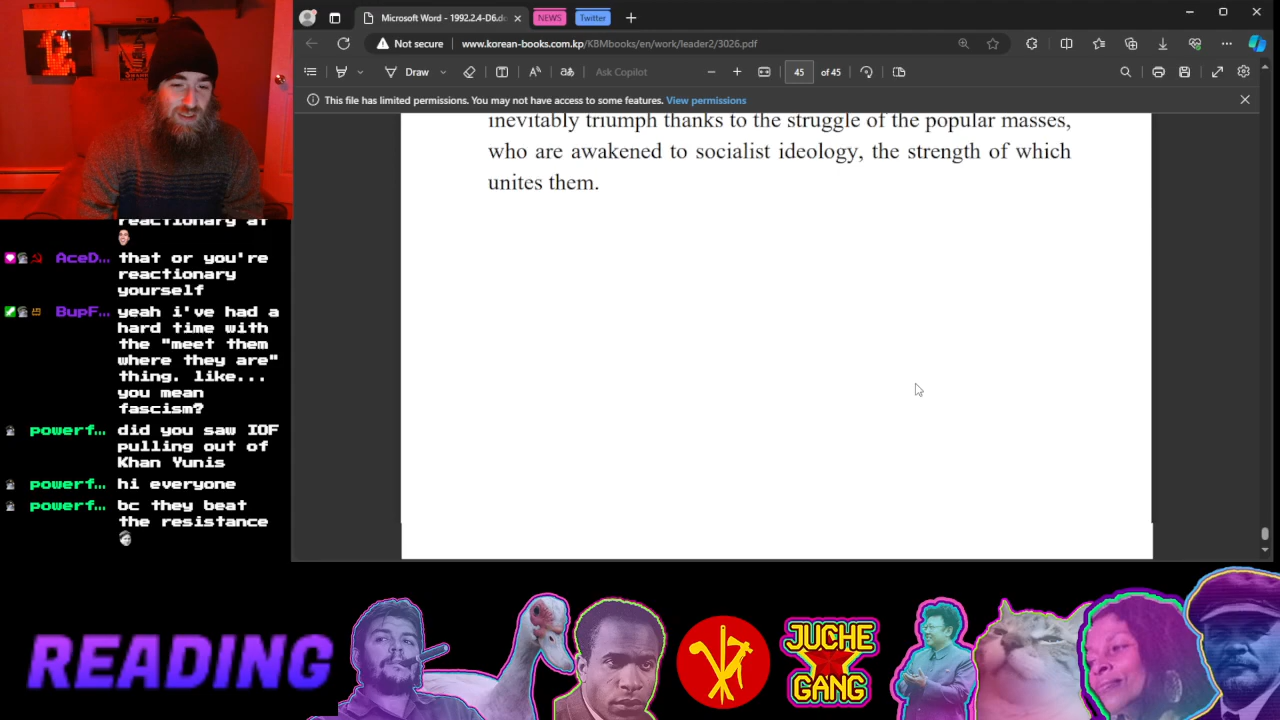 Microsoft Word - 1992.2.4-D6.do
NEWS
Twitter
Not secure
www.korean-books.com.kp/KBMbooks/en/work/leader2/3026.pdf
Draw
Ask Copilot
45
of 45
This file has limited permissions. You may not have access to some features. View permissions
inevitably triumph thanks to the struggle of the popular masses,
who are awakened to socialist ideology, the strength of which
unites them.
reactionary af
AceD... that or you're
reactionary
yourself
BupF... yeah i've had a
hard time with
the "meet them
where they are"
thing. like...
you mean
fascism?
powerf... did you saw IOF
pulling out of
Khan Yunis
powerf... hi everyone
powerf... bc they beat
the resistance
READING
JUCHE
GANG